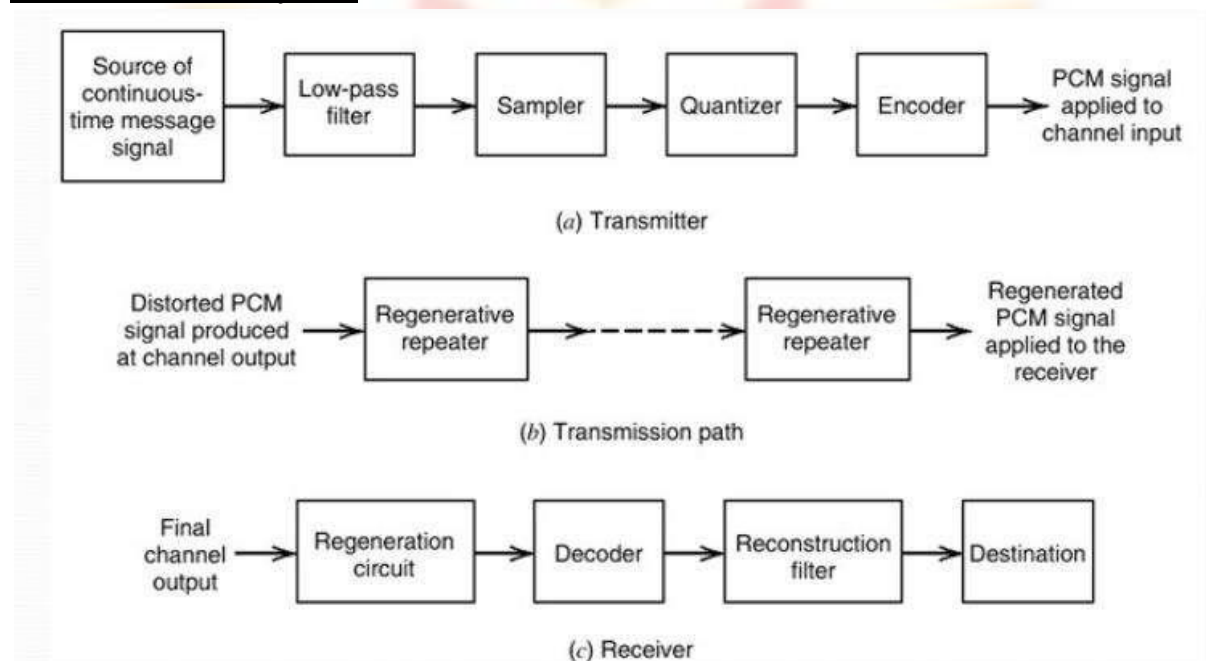 Source of
continuous-
time message
signal
Low-pass
filter
Sampler
Quantizer
Encoder
PCM signal
applied to
channel input
(a) Transmitter
Distorted PCM
signal produced
at channel output
Regenerative
repeater
Regenerative
repeater
Regenerated
PCM signal
applied to the
receiver
(b) Transmission path
Final
channel
output
Regeneration
circuit
Decoder
Reconstruction
filter
Destination
(c) Receiver